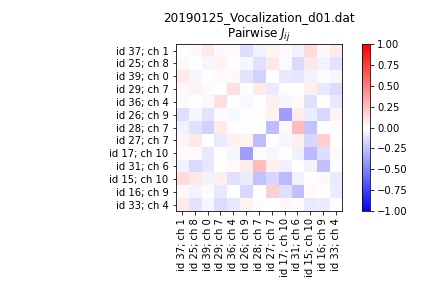 20190125_Vocalization_d01.dat
Pairwise J_ij
id 37; ch 1
id 25; ch 8
id 39; ch 0
id 29; ch 7
id 36; ch 4
id 26; ch 9
id 28; ch 7
id 27; ch 7
id 17; ch 10
id 31; ch 6
id 15; ch 10
id 16; ch 9
id 33; ch 4
id 37; ch 1
id 25; ch 8
id 39; ch 0
id 29; ch 7
id 36; ch 4
id 26; ch 9
id 28; ch 7
id 27; ch 7
id 17; ch 10
id 31; ch 6
id 15; ch 10
id 16; ch 9
id 33; ch 4
1.00
0.75
0.50
0.25
0.00
−0.25
−0.50
−0.75
−1.00